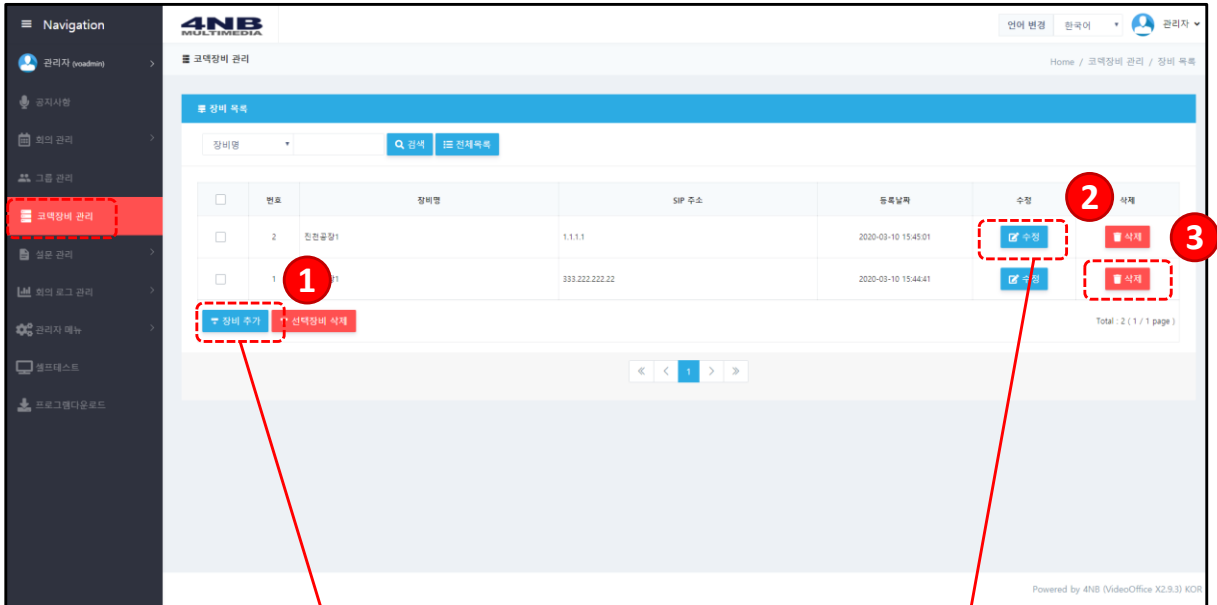 Navigation
4NB
MULTIMEDIA
언어 변경
한국어
관리자
관리자 (voadmin)
코덱장비 관리
Home / 코덱장비 관리 / 장비 목록
공지사항
장비 목록
회의 관리
장비명
검색
전체목록
그룹 관리
번호
장비명
SIP 주소
등록날짜
수정
2
삭제
코덱장비 관리
2
진천공장1
1.1.1.1
2020-03-10 15:45:01
수정
삭제
3
설문 관리
1
1
333.222.222.22
2020-03-10 15:44:41
수정
삭제
회의 로그 관리
장비 추가
선택장비 삭제
Total : 2 ( 1 / 1 page )
관리자 메뉴
셀프테스트
« < 1 > »
프로그램다운로드
Powered by 4NB (VideoOffice X2.9.3) KOR